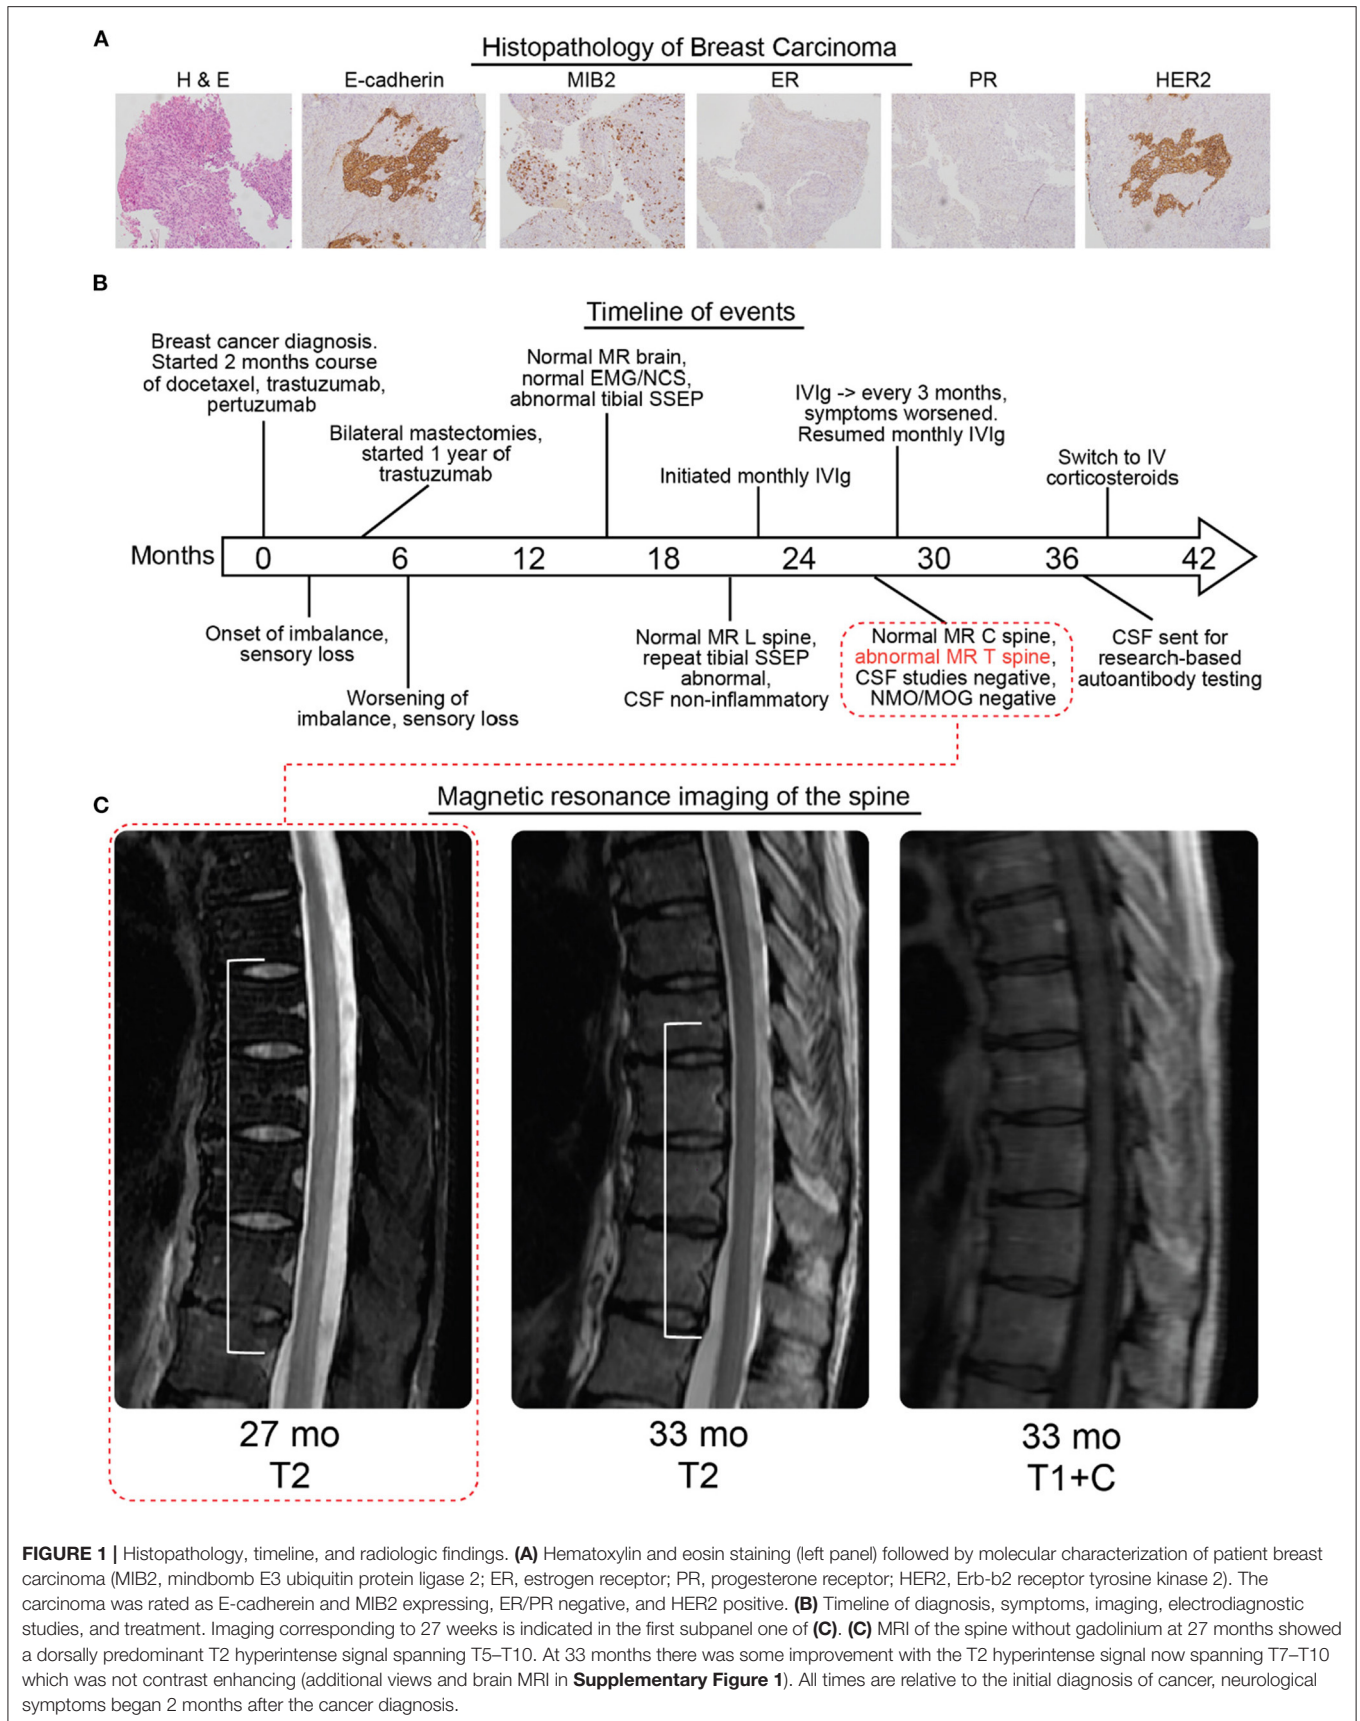 A
Histopathology of Breast Carcinoma
H & E
E-cadherin
MIB2
ER
PR
HER2
B
Timeline of events
Breast cancer diagnosis.
Started 2 months course
of docetaxel, trastuzumab,
pertuzumab
Bilateral mastectomies,
started 1 year of
trastuzumab
Normal MR brain,
normal EMG/NCS,
abnormal tibial SSEP
Initiated monthly IVIg
IVIg -> every 3 months,
symptoms worsened.
Resumed monthly IVIg
Switch to IV
corticosteroids
Months 0 6 12 18 24 30 36 42
Onset of imbalance,
sensory loss
Worsening of
imbalance, sensory loss
Normal MR L spine,
repeat tibial SSEP
abnormal,
CSF non-inflammatory
Normal MR C spine,
abnormal MR T spine,
CSF studies negative,
NMO/MOG negative
CSF sent for
research-based
autoantibody testing
C
Magnetic resonance imaging of the spine
27 mo
T2
33 mo
T2
33 mo
T1+C
FIGURE 1 | Histopathology, timeline, and radiologic findings. (A) Hematoxylin and eosin staining (left panel) followed by molecular characterization of patient breast
carcinoma (MIB2, mindbomb E3 ubiquitin protein ligase 2; ER, estrogen receptor; PR, progesterone receptor; HER2, Erb-b2 receptor tyrosine kinase 2). The
carcinoma was rated as E-cadherein and MIB2 expressing, ER/PR negative, and HER2 positive. (B) Timeline of diagnosis, symptoms, imaging, electrodiagnostic
studies, and treatment. Imaging corresponding to 27 weeks is indicated in the first subpanel one of (C). (C) MRI of the spine without gadolinium at 27 months showed
a dorsally predominant T2 hyperintense signal spanning T5–T10. At 33 months there was some improvement with the T2 hyperintense signal now spanning T7–T10
which was not contrast enhancing (additional views and brain MRI in Supplementary Figure 1). All times are relative to the initial diagnosis of cancer, neurological
symptoms began 2 months after the cancer diagnosis.